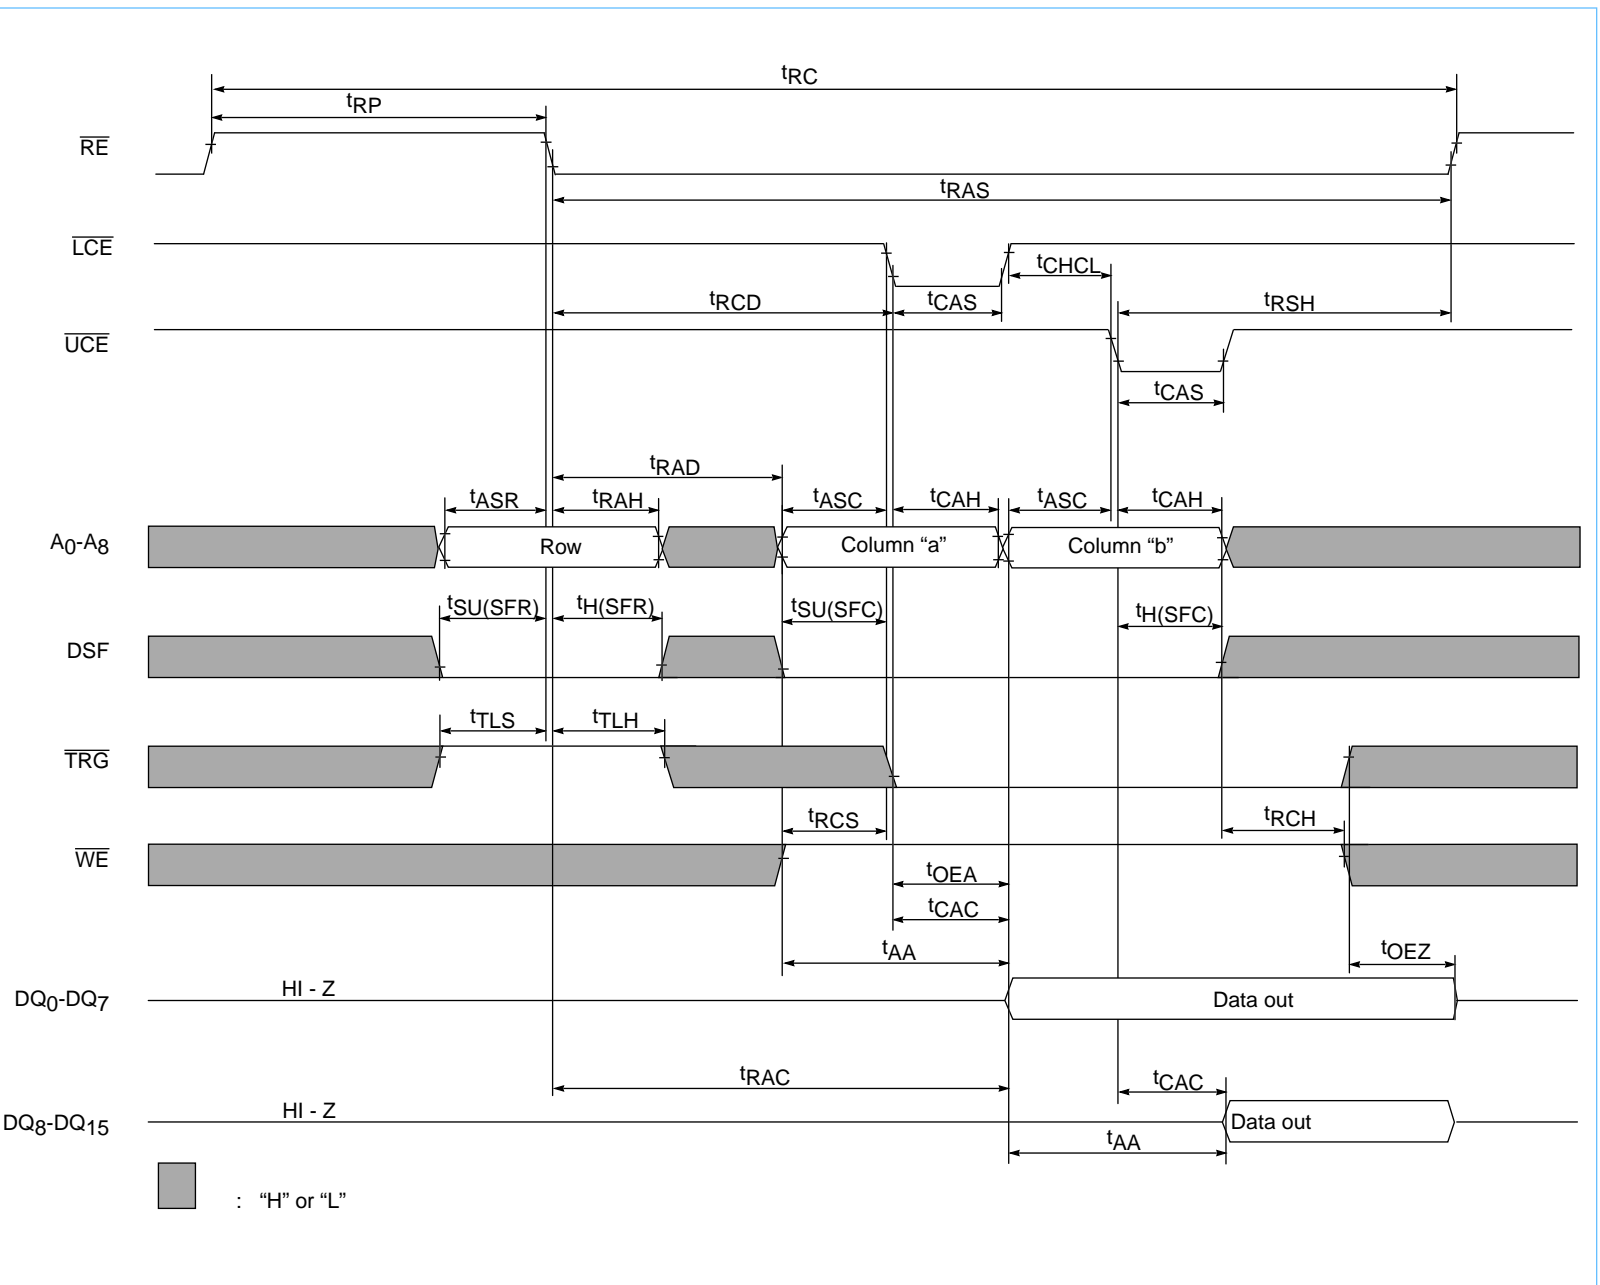 tRC
tRP
RE
tRAS
LCE
tCHCL
tRCD
tCAS
tRSH
UCE
tCAS
tRAD
tASR
tRAH
tASC
tCAH
tASC
tCAH
A0-A8
Row
Column “a”
Column “b”
tSU(SFR)
tH(SFR)
tSU(SFC)
tH(SFC)
DSF
tTLS
tTLH
TRG
tRCS
tRCH
WE
tOEA
tCAC
tAA
tOEZ
DQ0-DQ7
HI - Z
Data out
tRAC
tCAC
DQ8-DQ15
HI - Z
Data out
tAA
: “H” or “L”